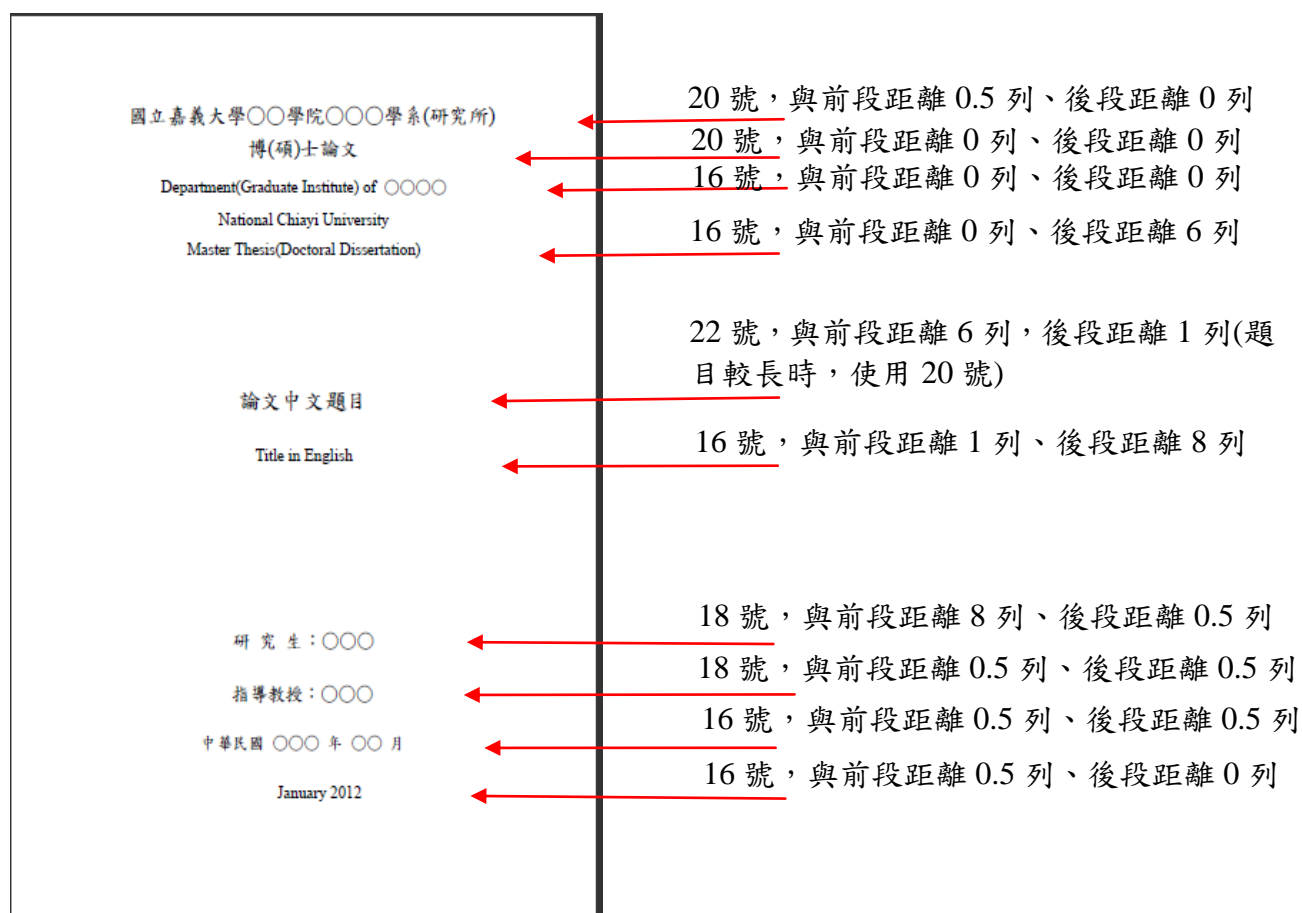 國立嘉義大學○○學院○○○學系(研究所)
博(碩)士論文
Department(Graduate Institute) of ○○○○
National Chiayi University
Master Thesis(Doctoral Dissertation)
論文中文題目
Title in English
研 究 生：○○○
指導教授：○○○
中華民國 ○○○ 年 ○○ 月
January 2012
20 號，與前段距離 0.5 列、後段距離 0 列
20 號，與前段距離 0 列、後段距離 0 列
16 號，與前段距離 0 列、後段距離 0 列
16 號，與前段距離 0 列、後段距離 6 列
22 號，與前段距離 6 列，後段距離 1 列(題
目較長時，使用 20 號)
16 號，與前段距離 1 列、後段距離 8 列
18 號，與前段距離 8 列、後段距離 0.5 列
18 號，與前段距離 0.5 列、後段距離 0.5 列
16 號，與前段距離 0.5 列、後段距離 0.5 列
16 號，與前段距離 0.5 列、後段距離 0 列